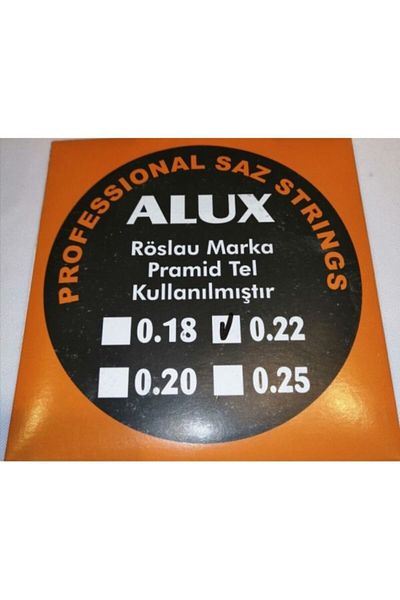 PROFESSIONAL SAZ STRINGS
ALUX
Röslau Marka
Pramid Tel
Kullanılmıştır
0.18 0.22
0.20 0.25